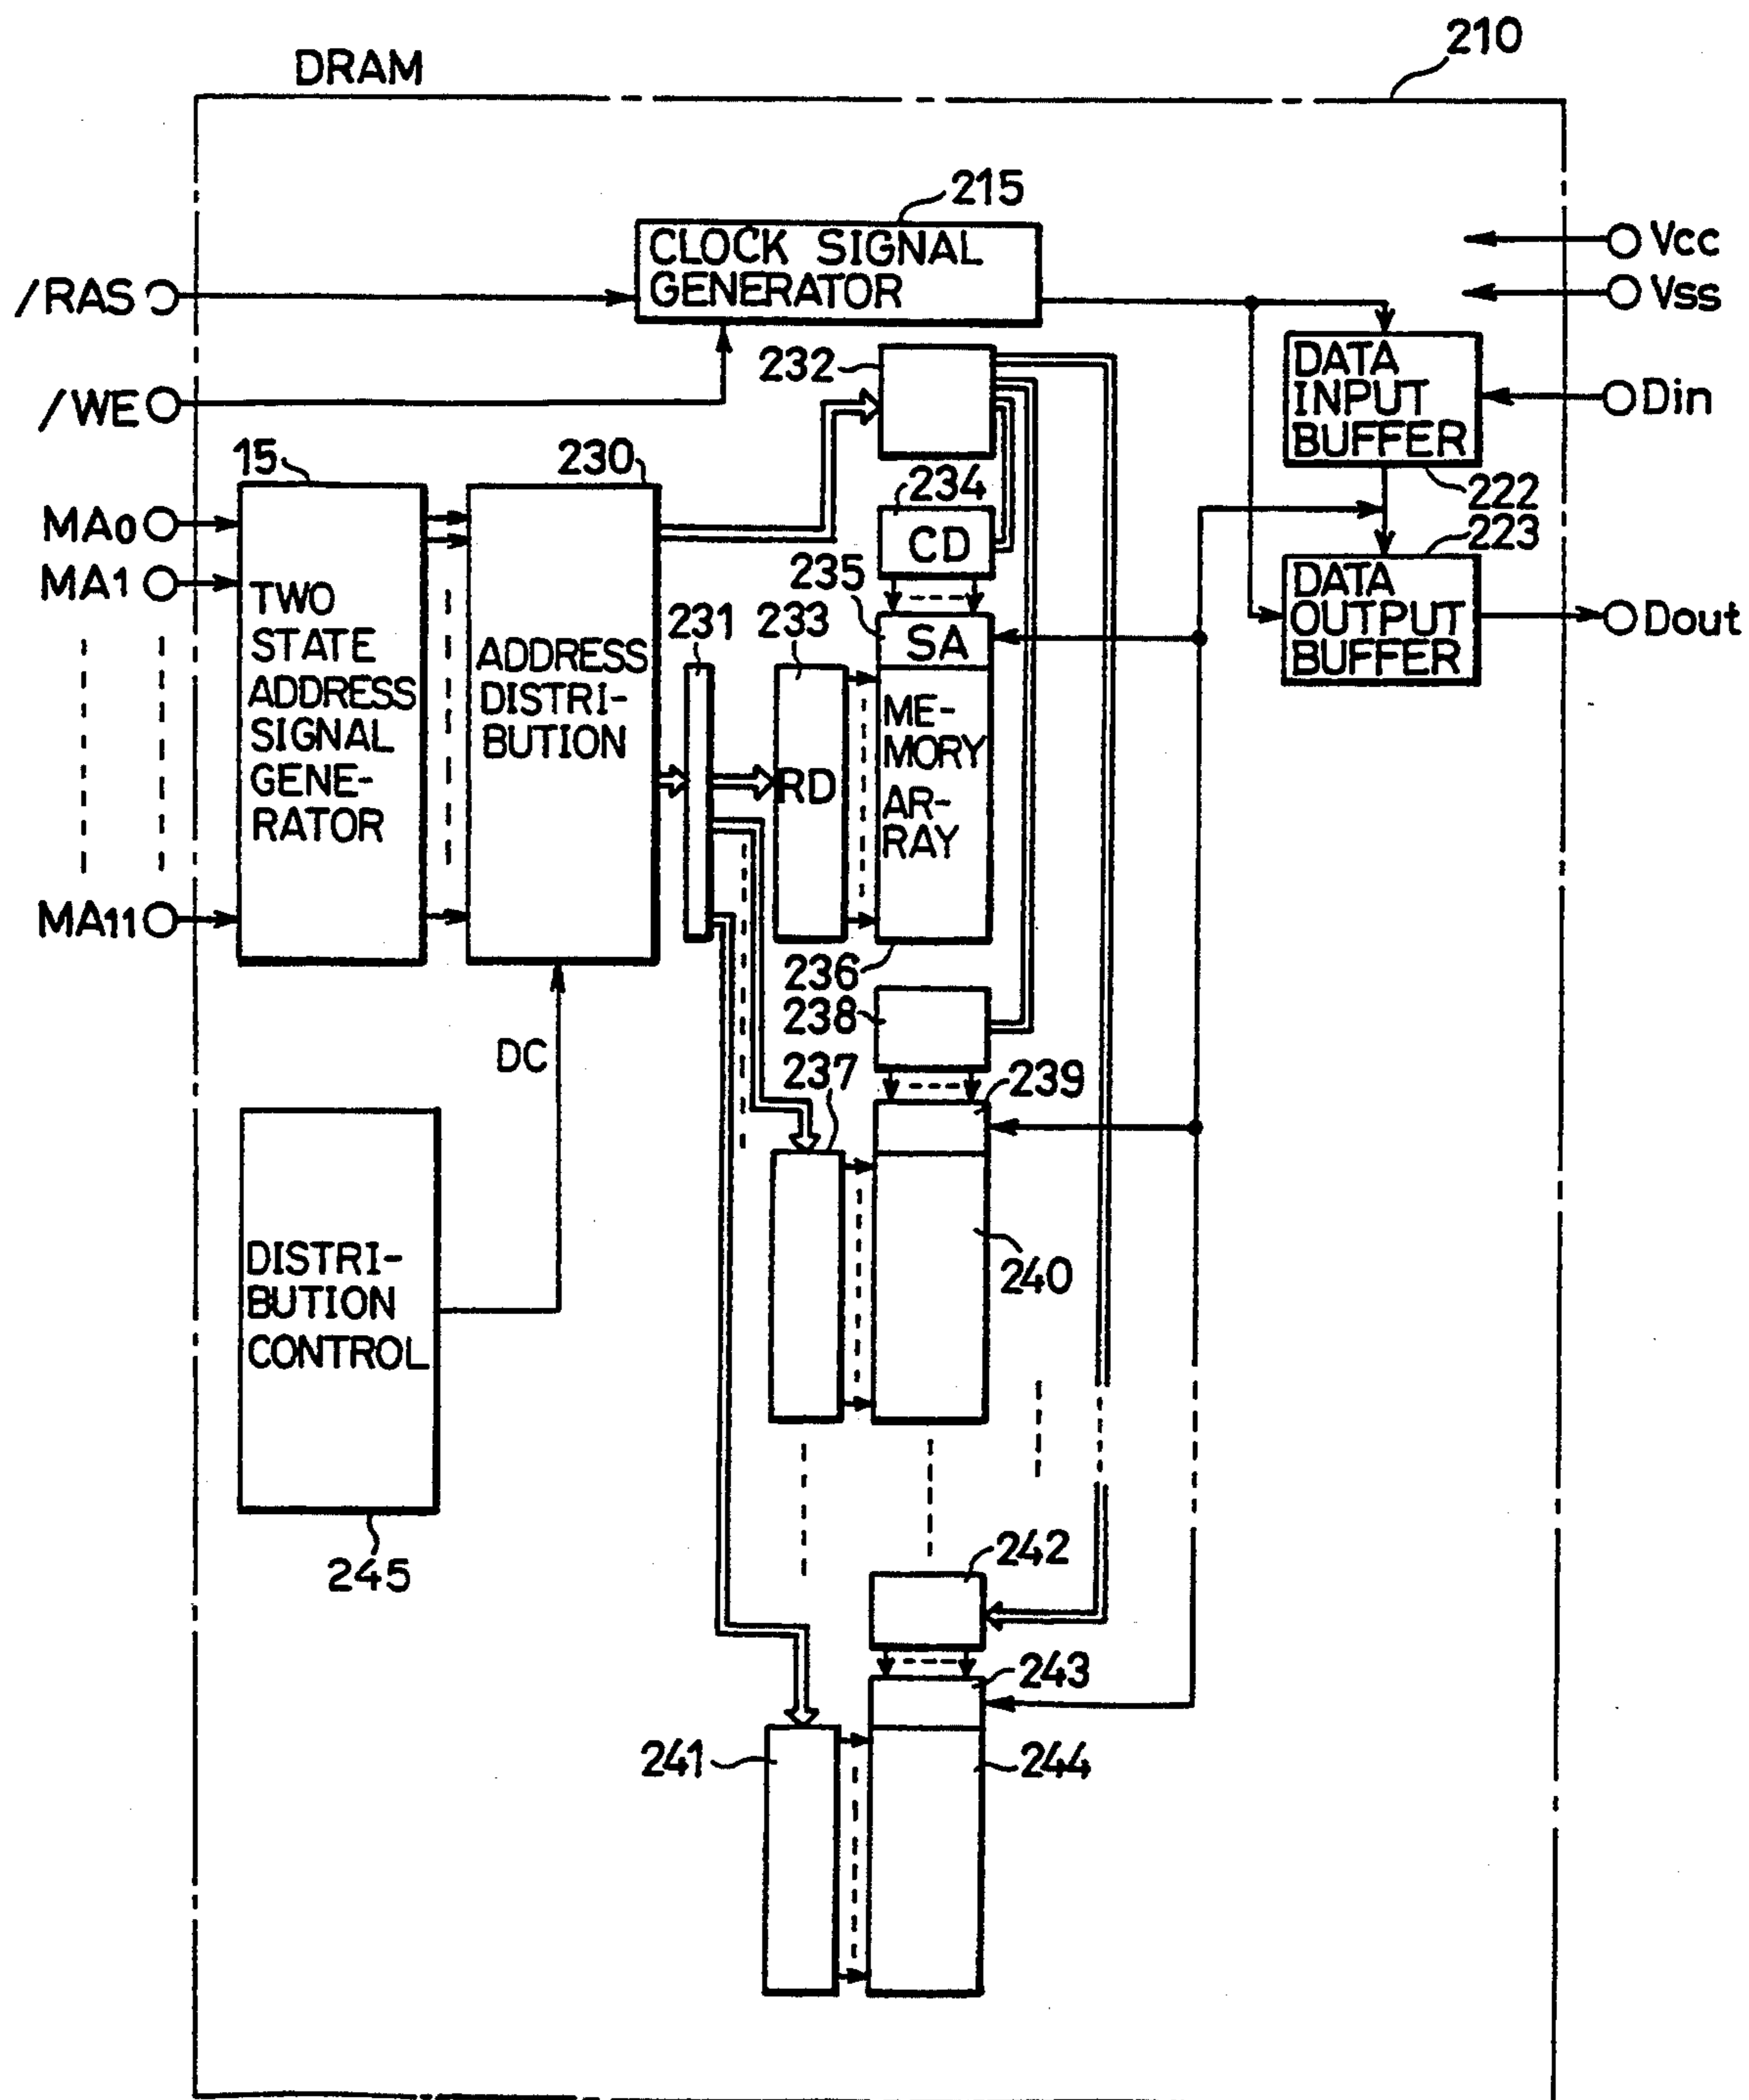 210
DRAM
215
CLOCK SIGNAL
GENERATOR
/RAS
/WE
Vcc
Vss
DATA
INPUT
BUFFER
Din
222
232
15
230
234
CD
MA0
MA1
MA11
TWO
STATE
ADDRESS
SIGNAL
GENE-
RATOR
ADDRESS
DISTRI-
BUTION
231
233
235
SA
RD
ME-
MORY
AR-
RAY
223
DATA
OUTPUT
BUFFER
Dout
236
238
DC
237
239
240
DISTRI-
BUTION
CONTROL
245
242
243
241
244